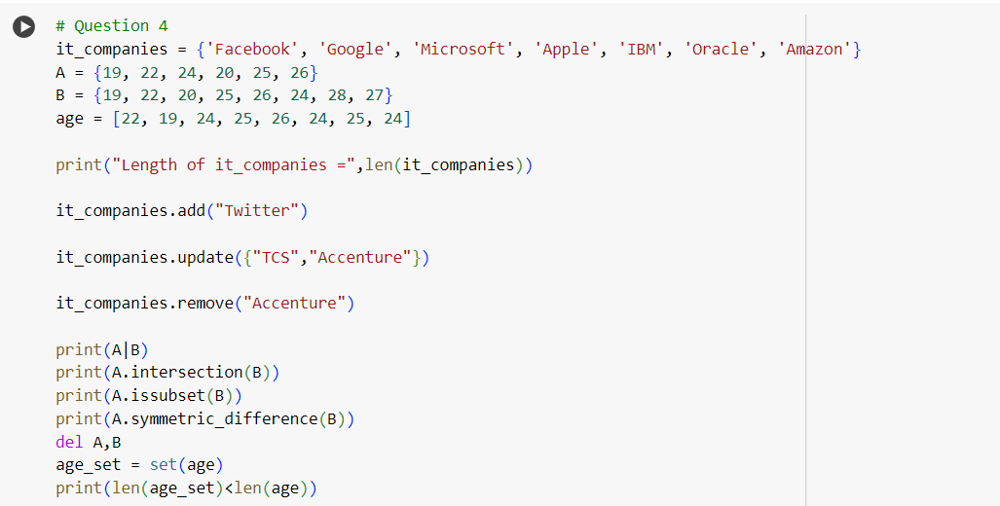 # Question 4
it_companies = {'Facebook', 'Google', 'Microsoft', 'Apple', 'IBM', 'Oracle', 'Amazon'}
A = {19, 22, 24, 20, 25, 26}
B = {19, 22, 20, 25, 26, 24, 28, 27}
age = [22, 19, 24, 25, 26, 24, 25, 24]
print("Length of it_companies =",len(it_companies))
it_companies.add("Twitter")
it_companies.update({"TCS","Accenture"})
it_companies.remove("Accenture")
print(A|B)
print(A.intersection(B))
print(A.issubset(B))
print(A.symmetric_difference(B))
del A,B
age_set = set(age)
print(len(age_set)<len(age))